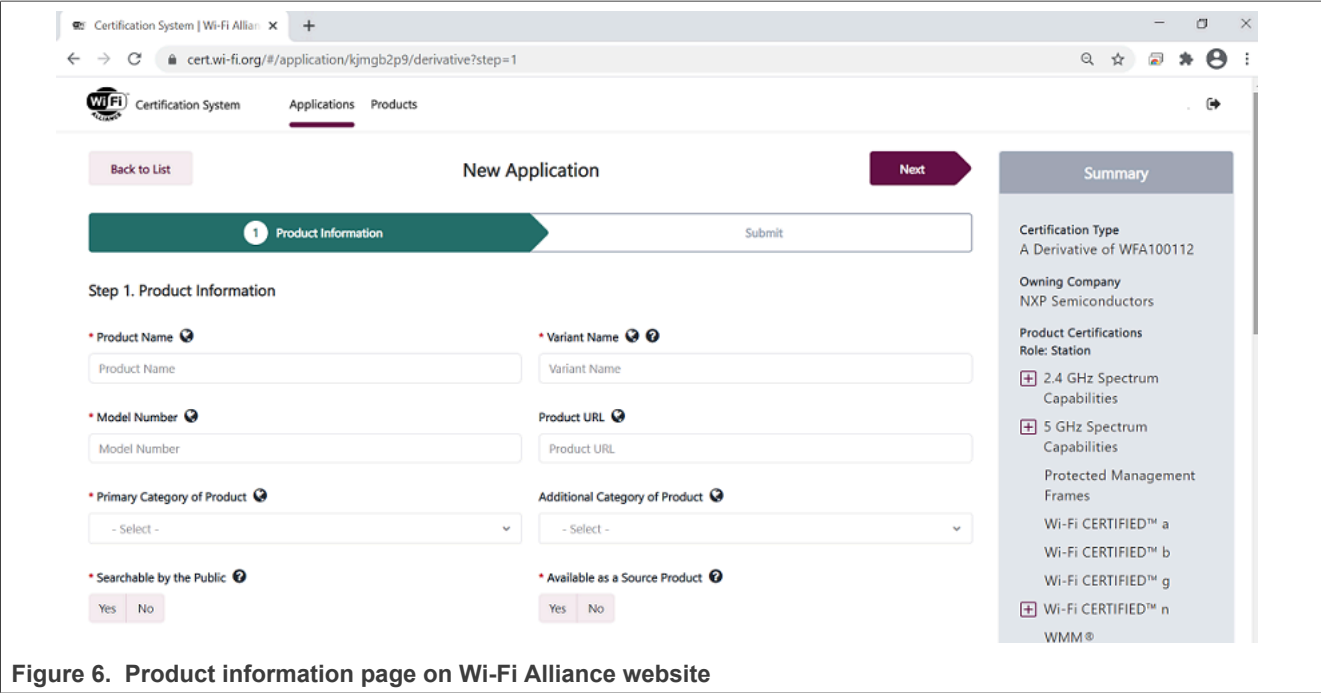 Certification System | Wi-Fi Allian
cert.wi-fi.org/#/application/kjmgb2p9/derivative?step=1
Wi Fi
ALLIANCE
Certification System
Applications
Products
Back to List
New Application
Next
1 Product Information
Submit
Step 1. Product Information
* Product Name
* Variant Name
Product Name
Variant Name
* Model Number
Product URL
Model Number
Product URL
* Primary Category of Product
Additional Category of Product
- Select -
- Select -
* Searchable by the Public
* Available as a Source Product
Yes No
Yes No
Summary
Certification Type
A Derivative of WFA100112
Owning Company
NXP Semiconductors
Product Certifications
Role: Station
2.4 GHz Spectrum
Capabilities
5 GHz Spectrum
Capabilities
Protected Management
Frames
Wi-Fi CERTIFIED™ a
Wi-Fi CERTIFIED™ b
Wi-Fi CERTIFIED™ g
Wi-Fi CERTIFIED™ n
WMM®
Figure 6. Product information page on Wi-Fi Alliance website